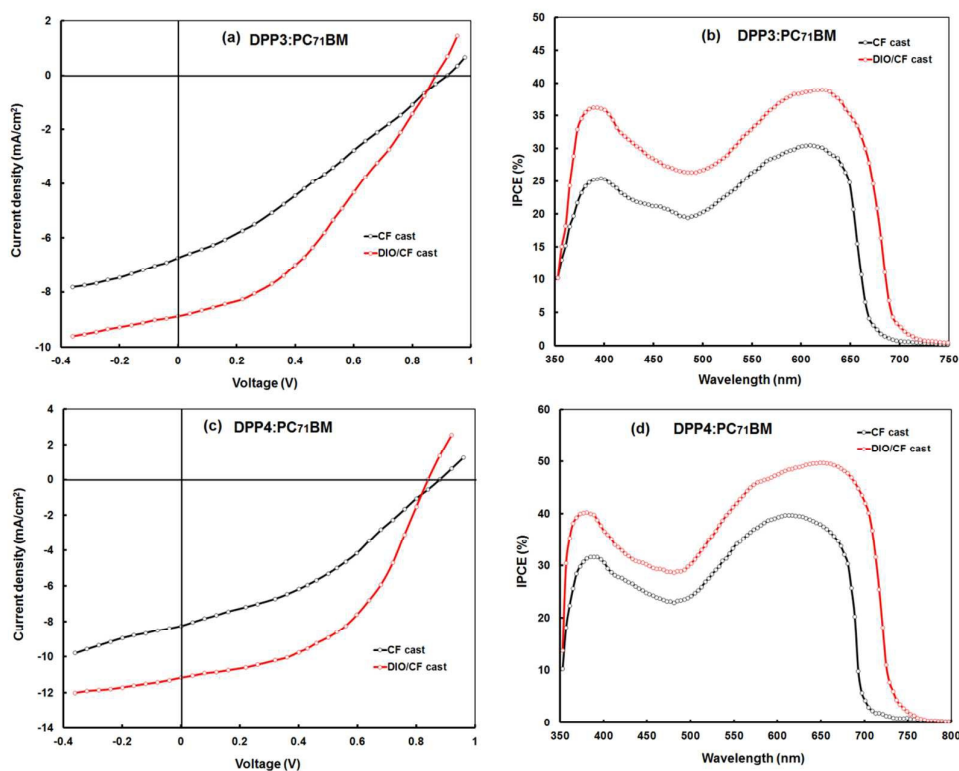 (a) DPP3:PC71BM
Current density (mA/cm2)
2
0
-2
-4
-6
-8
-10
-0.4 -0.2 0 0.2 0.4 0.6 0.8 1
Voltage (V)
CF cast
DIO/CF cast
(b) DPP3:PC71BM
IPCE (%)
50
45
40
35
30
25
20
15
10
5
0
350 400 450 500 550 600 650 700 750
Wavelength (nm)
CF cast
DIO/CF cast
(c) DPP4:PC71BM
Current density (mA/cm2)
4
2
0
-2
-4
-6
-8
-10
-12
-14
-0.4 -0.2 0 0.2 0.4 0.6 0.8 1
Voltage (V)
CF cast
DIO/CF cast
(d) DPP4:PC71BM
IPCE (%)
60
50
40
30
20
10
0
350 400 450 500 550 600 650 700 750 800
Wavelength (nm)
CF cast
DIO/CF cast